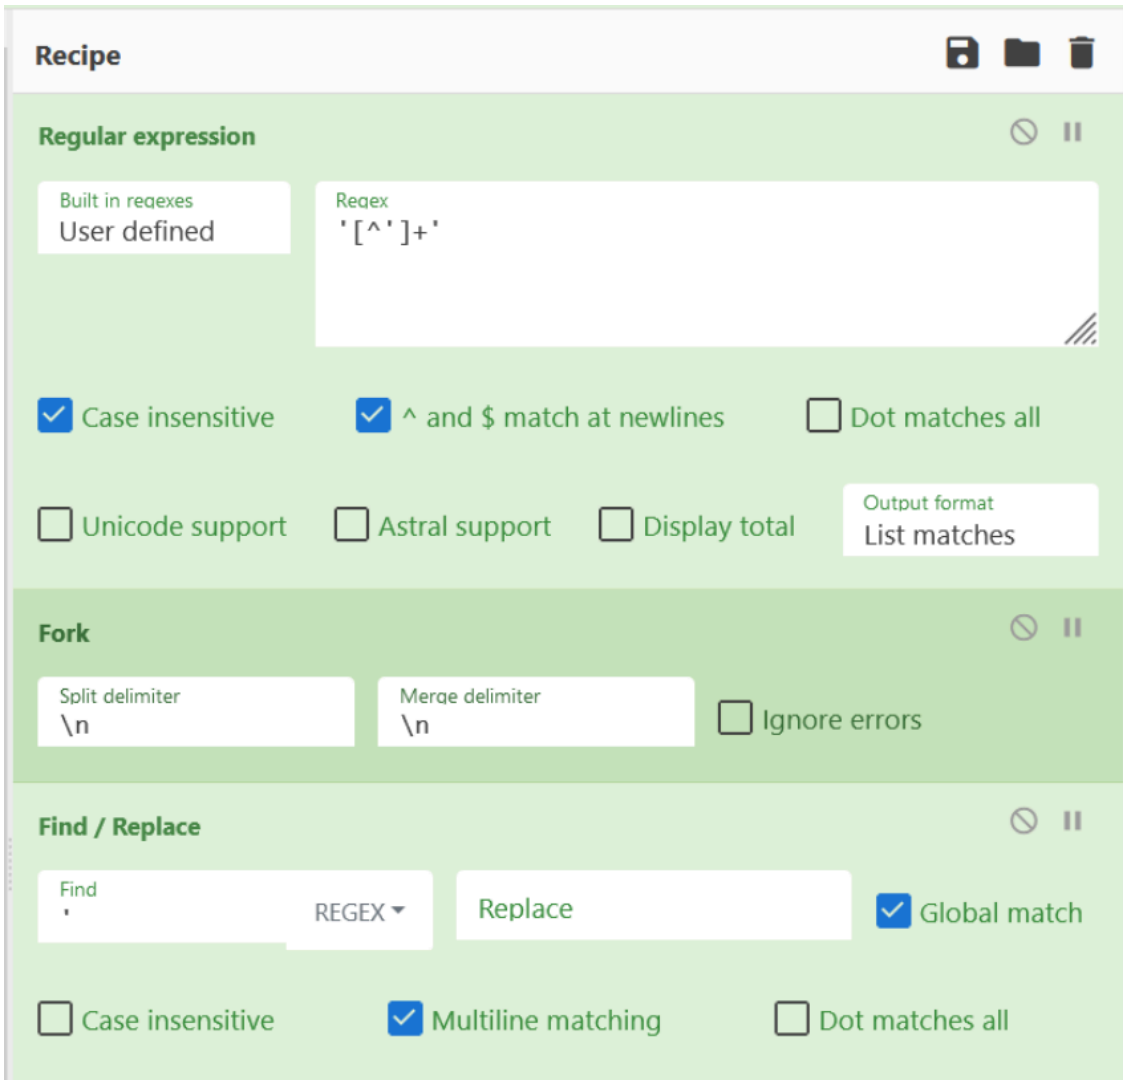 Recipe
Regular expression
Built in regexes
User defined
Regex
'[^']+'
Case insensitive
^ and $ match at newlines
Dot matches all
Unicode support
Astral support
Display total
Output format
List matches
Fork
Split delimiter
\n
Merge delimiter
\n
Ignore errors
Find / Replace
Find
'
REGEX
Replace
Global match
Case insensitive
Multiline matching
Dot matches all